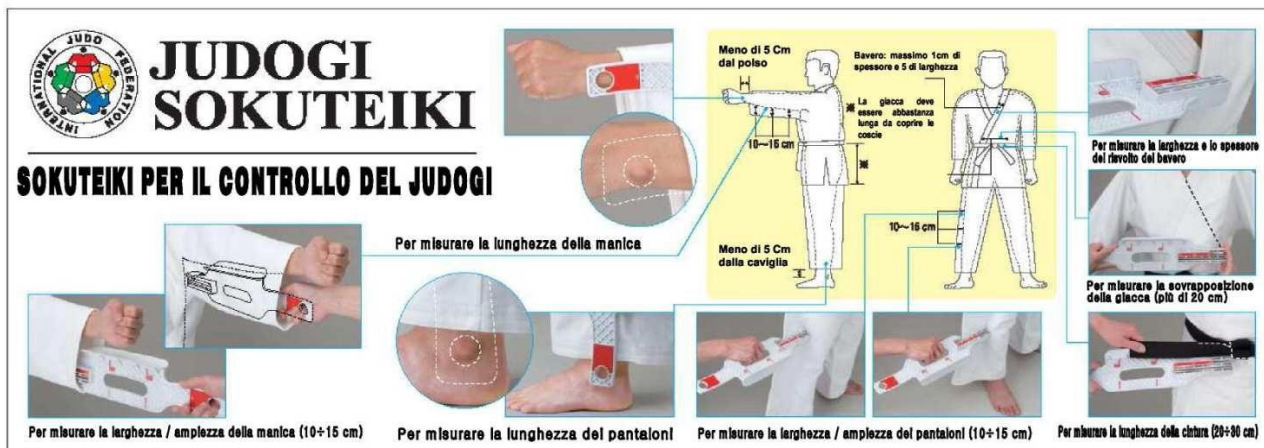 INTERNATIONAL JUDO FEDERATION
JUDOGI
SOKUTEIKI
SOKUTEIKI PER IL CONTROLLO DEL JUDOGI
Meno di 5 Cm
dal polso
Bavero: massimo 1cm di
spessore e 5 di larghezza
※ La giacca deve
essere abbastanza
lunga da coprire le
coscie
10～15 cm
※
10～15 cm
Meno di 5 Cm
dalla caviglia
Per misurare la larghezza e lo spessore
del risvolto del bavero
Per misurare la lunghezza della manica
Per misurare la sovrapposizione
della giacca (più di 20 cm)
Per misurare la larghezza / ampiezza della manica (10÷15 cm)
Per misurare la lunghezza dei pantaloni
Per misurare la larghezza / ampiezza dei pantaloni (10÷15 cm)
Per misurare la lunghezza della cintura (20÷30 cm)